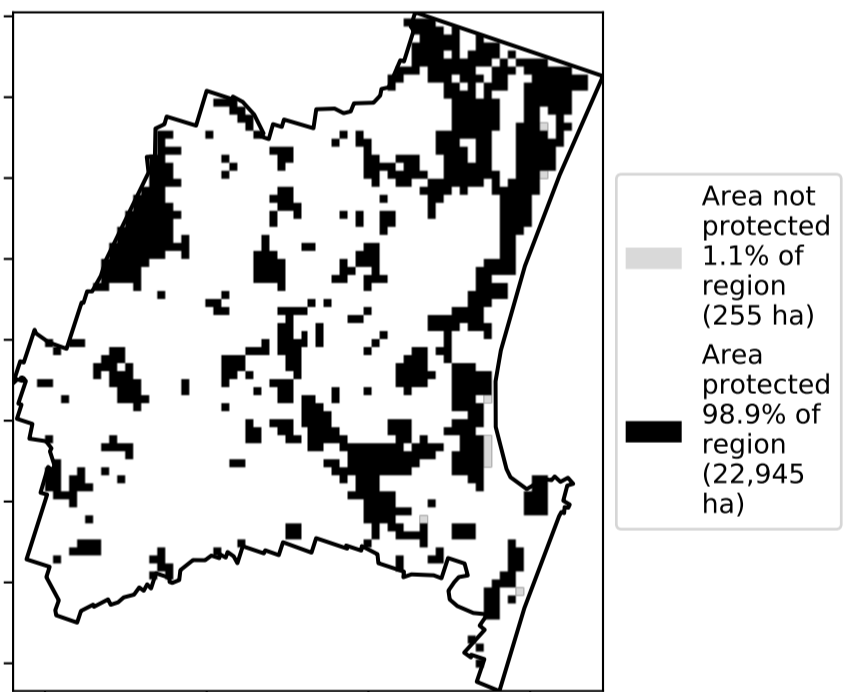 Area not
protected
1.1% of
region
(255 ha)
Area
protected
98.9% of
region
(22,945
ha)